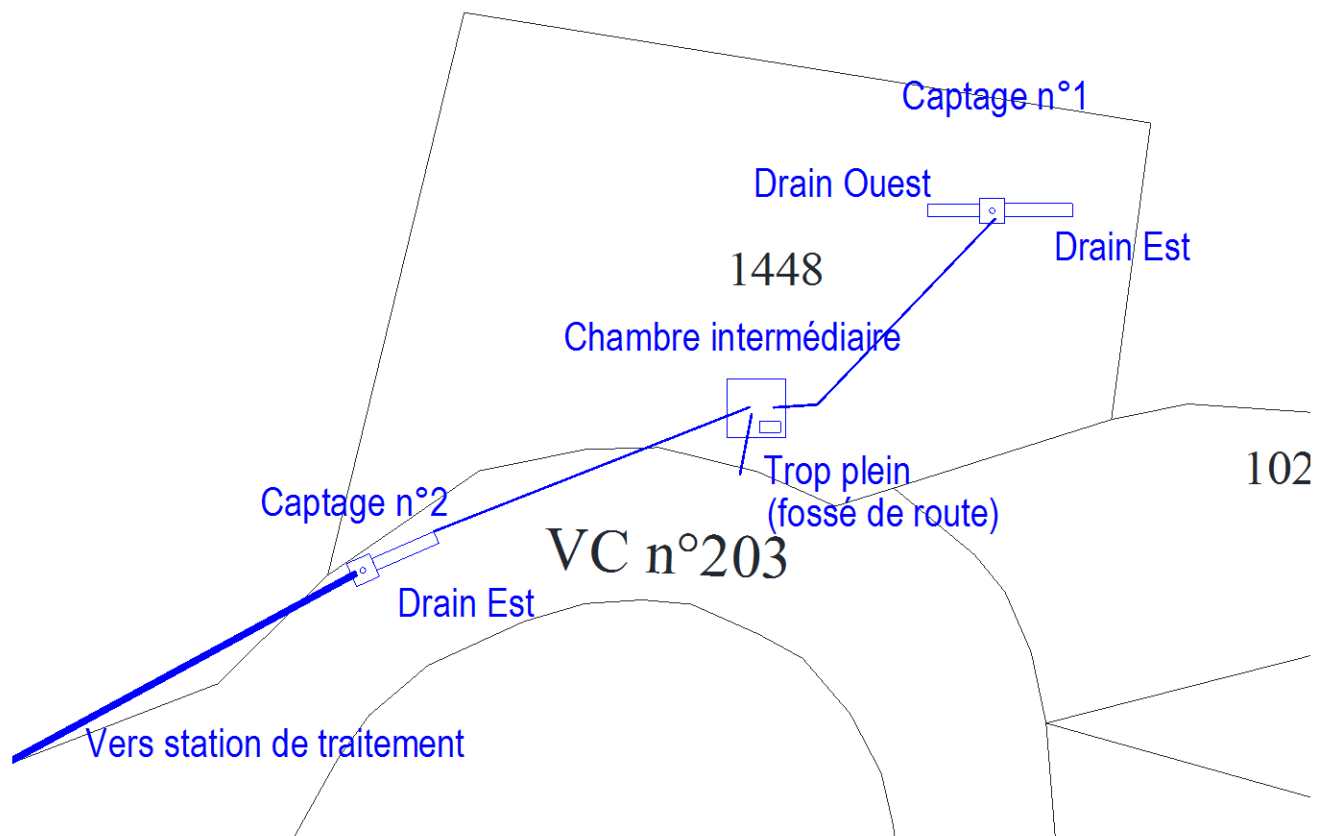 Captage n°1
Drain Ouest
Drain Est
1448
Chambre intermédiaire
Trop plein
(fossé de route)
102
Captage n°2
VC n°203
Drain Est
Vers station de traitement